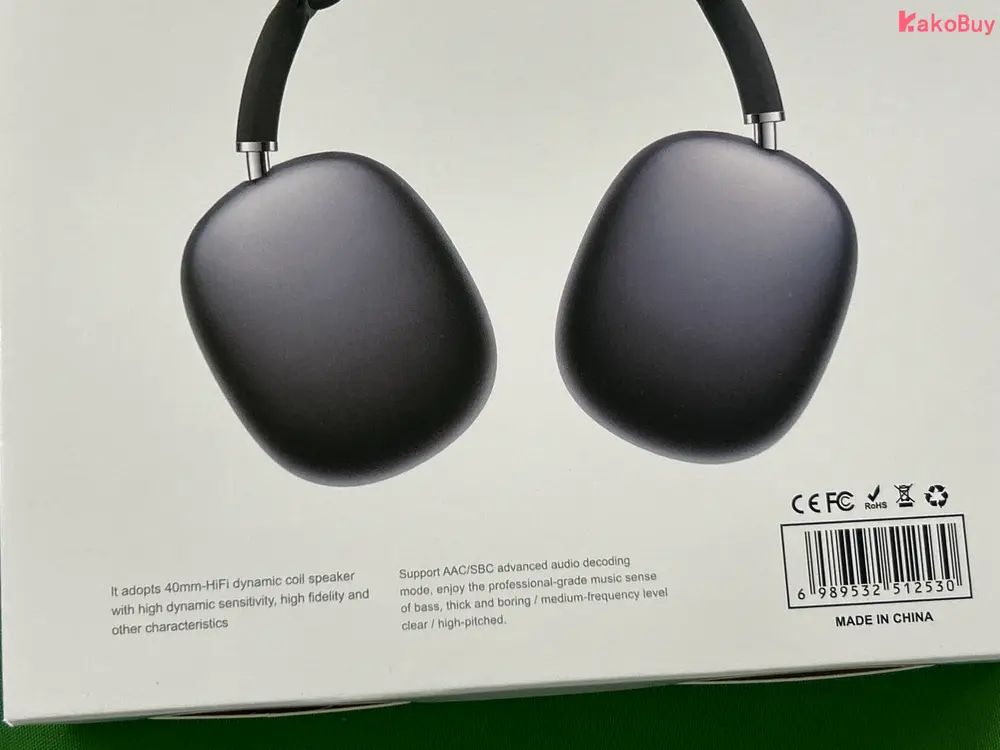 KakoBuy
It adopts 40mm-HiFi dynamic coil speaker
with high dynamic sensitivity, high fidelity and
other characteristics
Support AAC/SBC advanced audio decoding
mode, enjoy the professional-grade music sense
of bass, thick and boring / medium-frequency level
clear / high-pitched.
CE FC RoHS
6 989532 512530
MADE IN CHINA